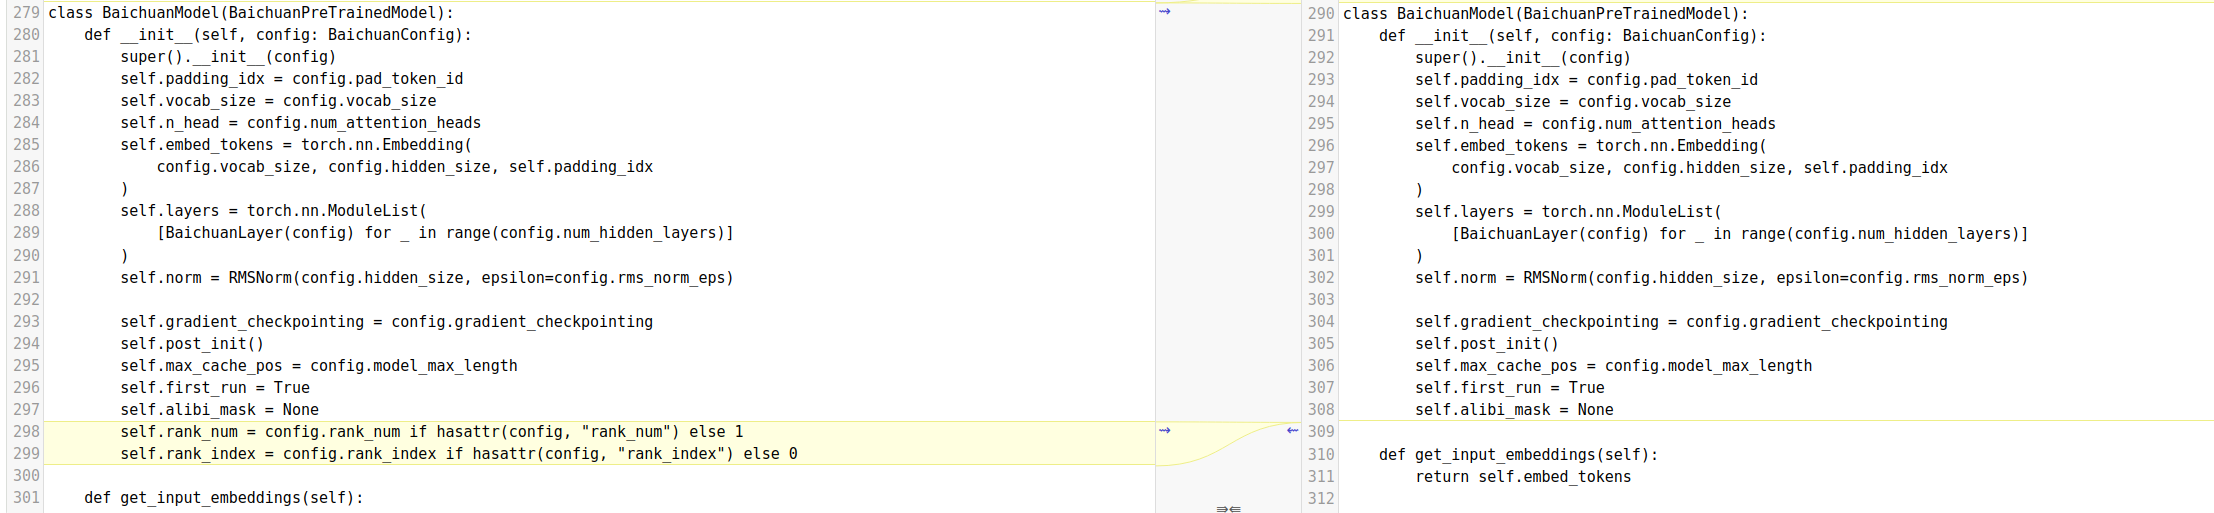 279 class BaichuanModel(BaichuanPreTrainedModel):
280     def __init__(self, config: BaichuanConfig):
281         super().__init__(config)
282         self.padding_idx = config.pad_token_id
283         self.vocab_size = config.vocab_size
284         self.n_head = config.num_attention_heads
285         self.embed_tokens = torch.nn.Embedding(
286             config.vocab_size, config.hidden_size, self.padding_idx
287         )
288         self.layers = torch.nn.ModuleList(
289             [BaichuanLayer(config) for _ in range(config.num_hidden_layers)]
290         )
291         self.norm = RMSNorm(config.hidden_size, epsilon=config.rms_norm_eps)
292
293         self.gradient_checkpointing = config.gradient_checkpointing
294         self.post_init()
295         self.max_cache_pos = config.model_max_length
296         self.first_run = True
297         self.alibi_mask = None
298         self.rank_num = config.rank_num if hasattr(config, "rank_num") else 1
299         self.rank_index = config.rank_index if hasattr(config, "rank_index") else 0
300
301     def get_input_embeddings(self):
290 class BaichuanModel(BaichuanPreTrainedModel):
291     def __init__(self, config: BaichuanConfig):
292         super().__init__(config)
293         self.padding_idx = config.pad_token_id
294         self.vocab_size = config.vocab_size
295         self.n_head = config.num_attention_heads
296         self.embed_tokens = torch.nn.Embedding(
297             config.vocab_size, config.hidden_size, self.padding_idx
298         )
299         self.layers = torch.nn.ModuleList(
300             [BaichuanLayer(config) for _ in range(config.num_hidden_layers)]
301         )
302         self.norm = RMSNorm(config.hidden_size, epsilon=config.rms_norm_eps)
303
304         self.gradient_checkpointing = config.gradient_checkpointing
305         self.post_init()
306         self.max_cache_pos = config.model_max_length
307         self.first_run = True
308         self.alibi_mask = None
309
310     def get_input_embeddings(self):
311         return self.embed_tokens
312